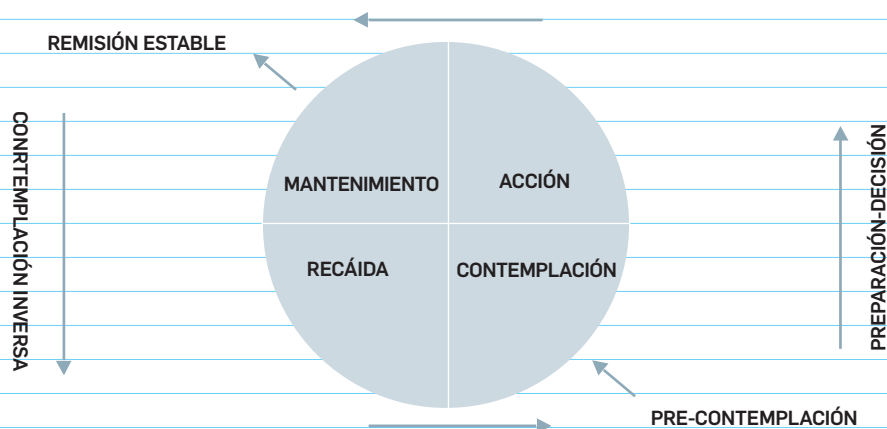 REMISIÓN ESTABLE
CONRTEMPLACIÓN INVERSA
MANTENIMIENTO
ACCIÓN
RECÁIDA
CONTEMPLACIÓN
PREPARACIÓN-DECISIÓN
PRE-CONTEMPLACIÓN